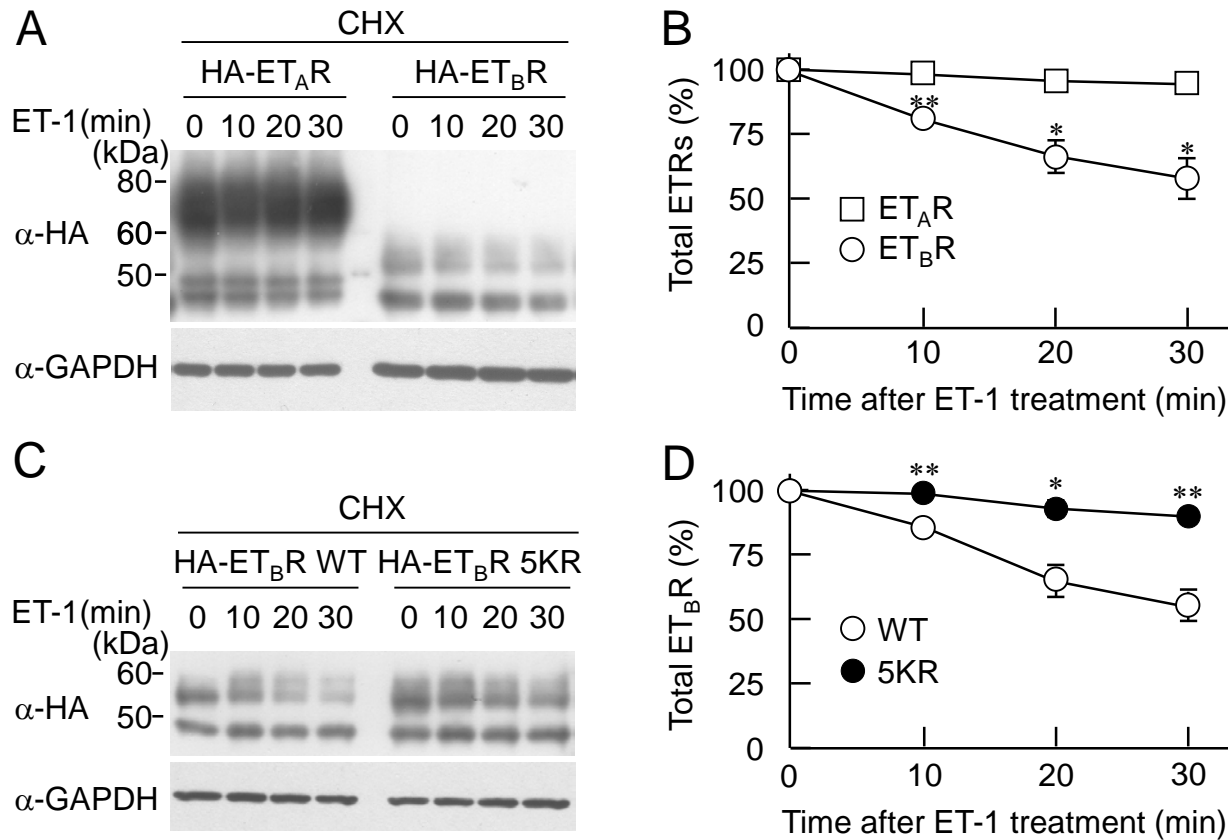 A
CHX
HA-ETAR HA-ETBR
ET-1(min) 0 10 20 30 0 10 20 30
(kDa)
80-
60-
50-
α-HA
α-GAPDH
B
Total ETRs (%)
100
75
50
25
0
** * *
ETAR
ETBR
0 10 20 30
Time after ET-1 treatment (min)
C
CHX
HA-ETBR WT HA-ETBR 5KR
ET-1(min) 0 10 20 30 0 10 20 30
(kDa)
60-
50-
α-HA
α-GAPDH
D
Total ETBR (%)
100
75
50
25
0
** * **
WT
5KR
0 10 20 30
Time after ET-1 treatment (min)